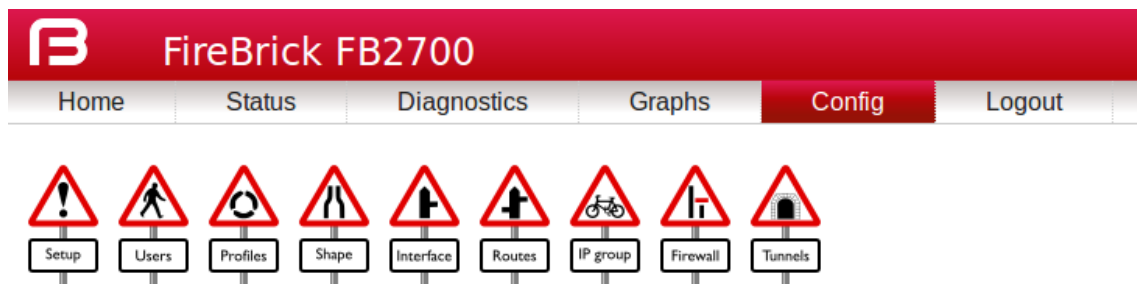 FireBrick FB2700
Home Status Diagnostics Graphs Config Logout
Setup Users Profiles Shape Interface Routes IP group Firewall Tunnels